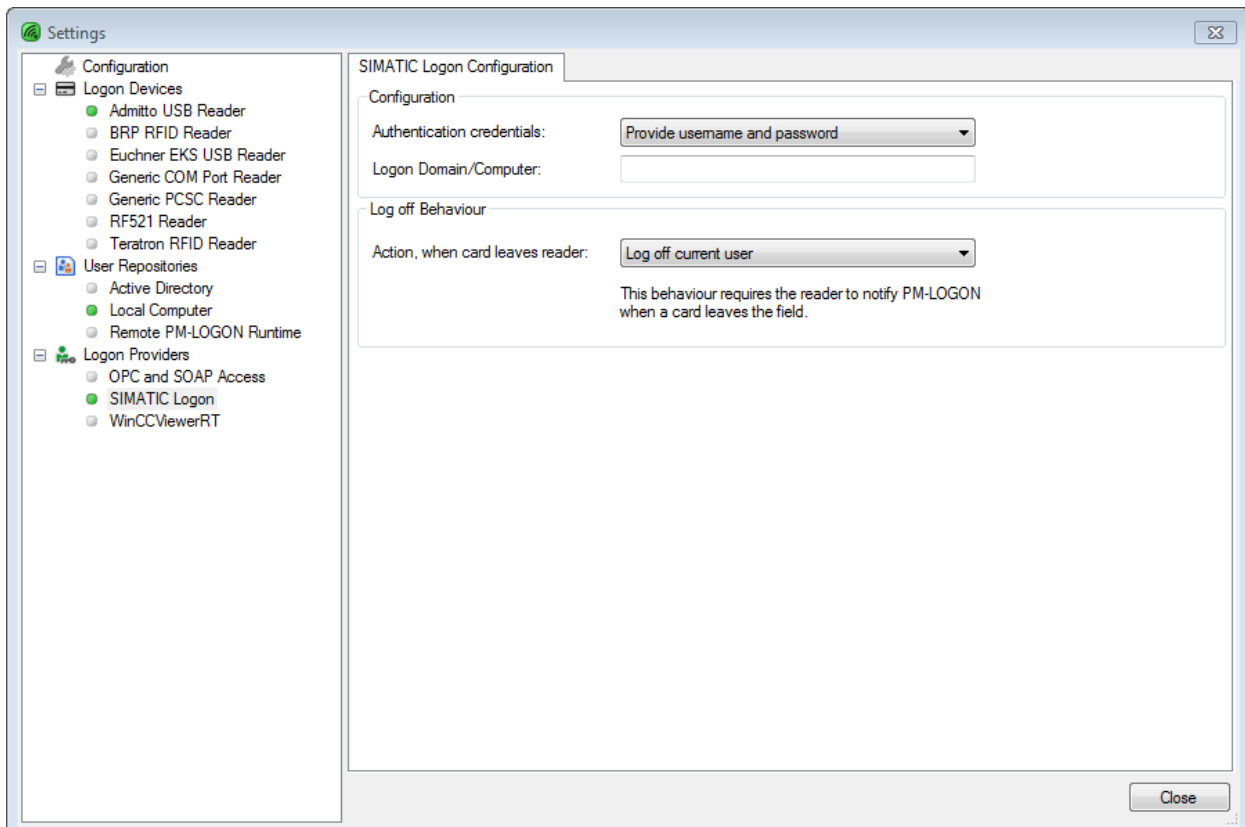 Settings
Configuration
Logon Devices
Admitto USB Reader
BRP RFID Reader
Euchner EKS USB Reader
Generic COM Port Reader
Generic PCSC Reader
RF521 Reader
Teratron RFID Reader
User Repositories
Active Directory
Local Computer
Remote PM-LOGON Runtime
Logon Providers
OPC and SOAP Access
SIMATIC Logon
WinCCViewerRT
SIMATIC Logon Configuration
Configuration
Authentication credentials: Provide username and password
Logon Domain/Computer:
Log off Behaviour
Action, when card leaves reader: Log off current user
This behaviour requires the reader to notify PM-LOGON
when a card leaves the field.
Close